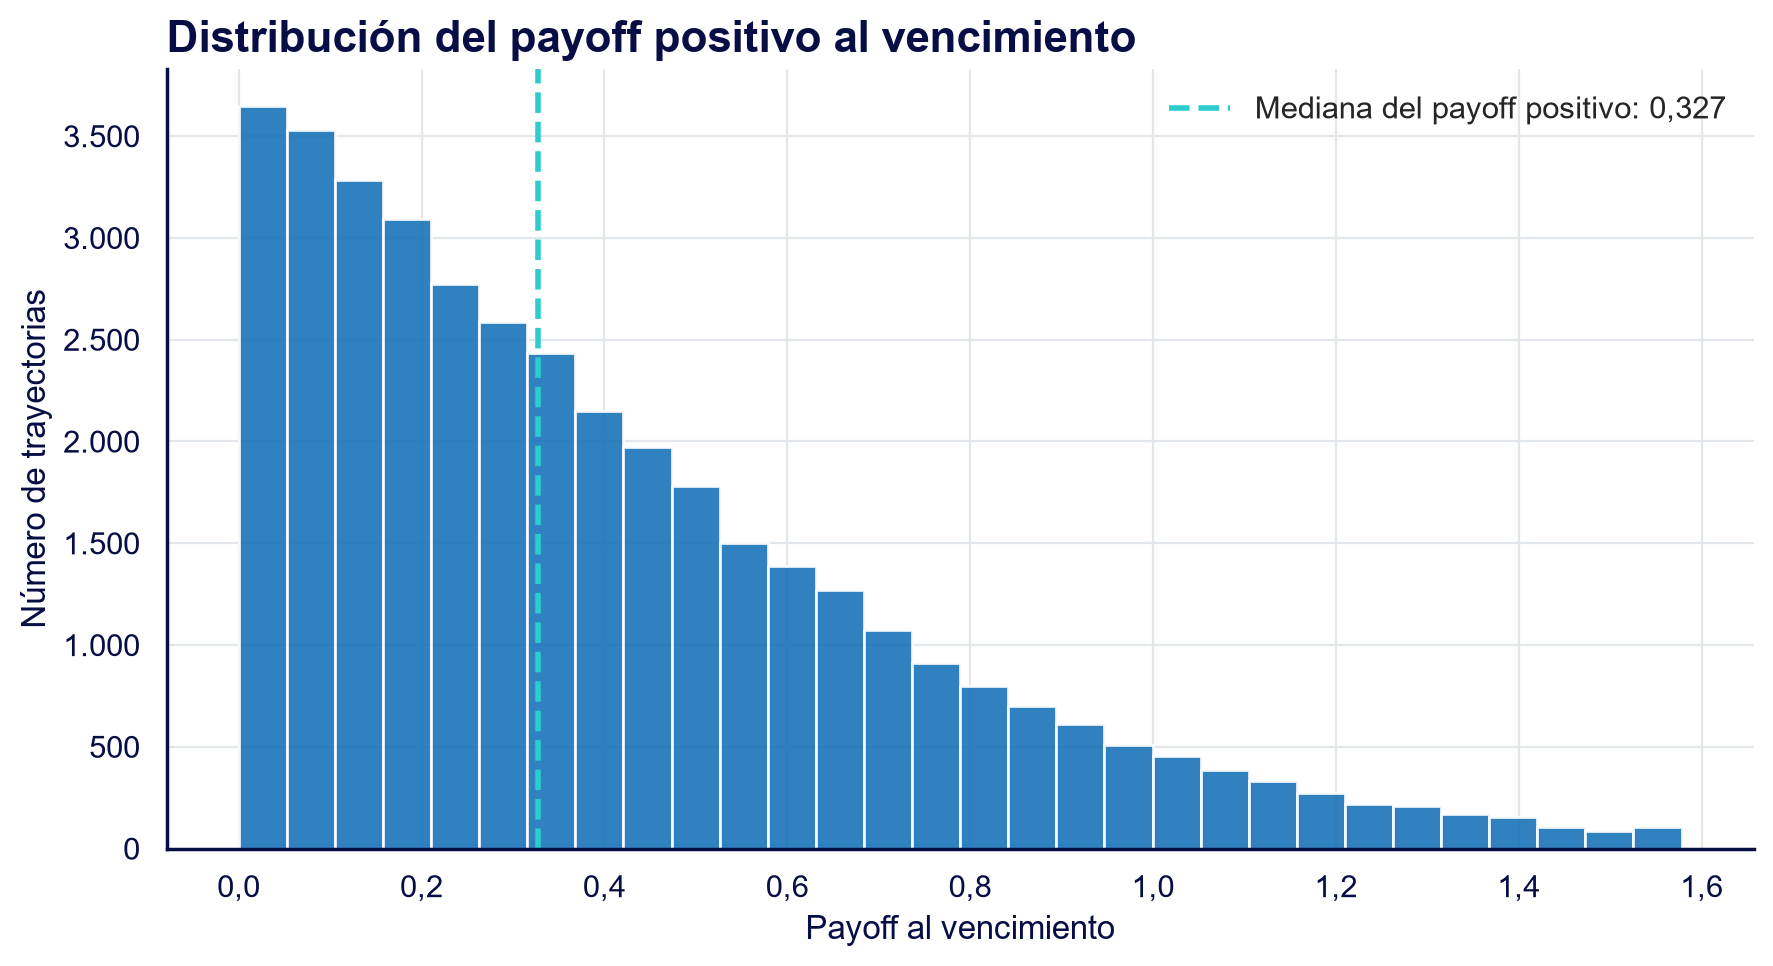 Distribución del payoff positivo al vencimiento
Mediana del payoff positivo: 0,327
Número de trayectorias
3.500
3.000
2.500
2.000
1.500
1.000
500
0
0,0 0,2 0,4 0,6 0,8 1,0 1,2 1,4 1,6
Payoff al vencimiento